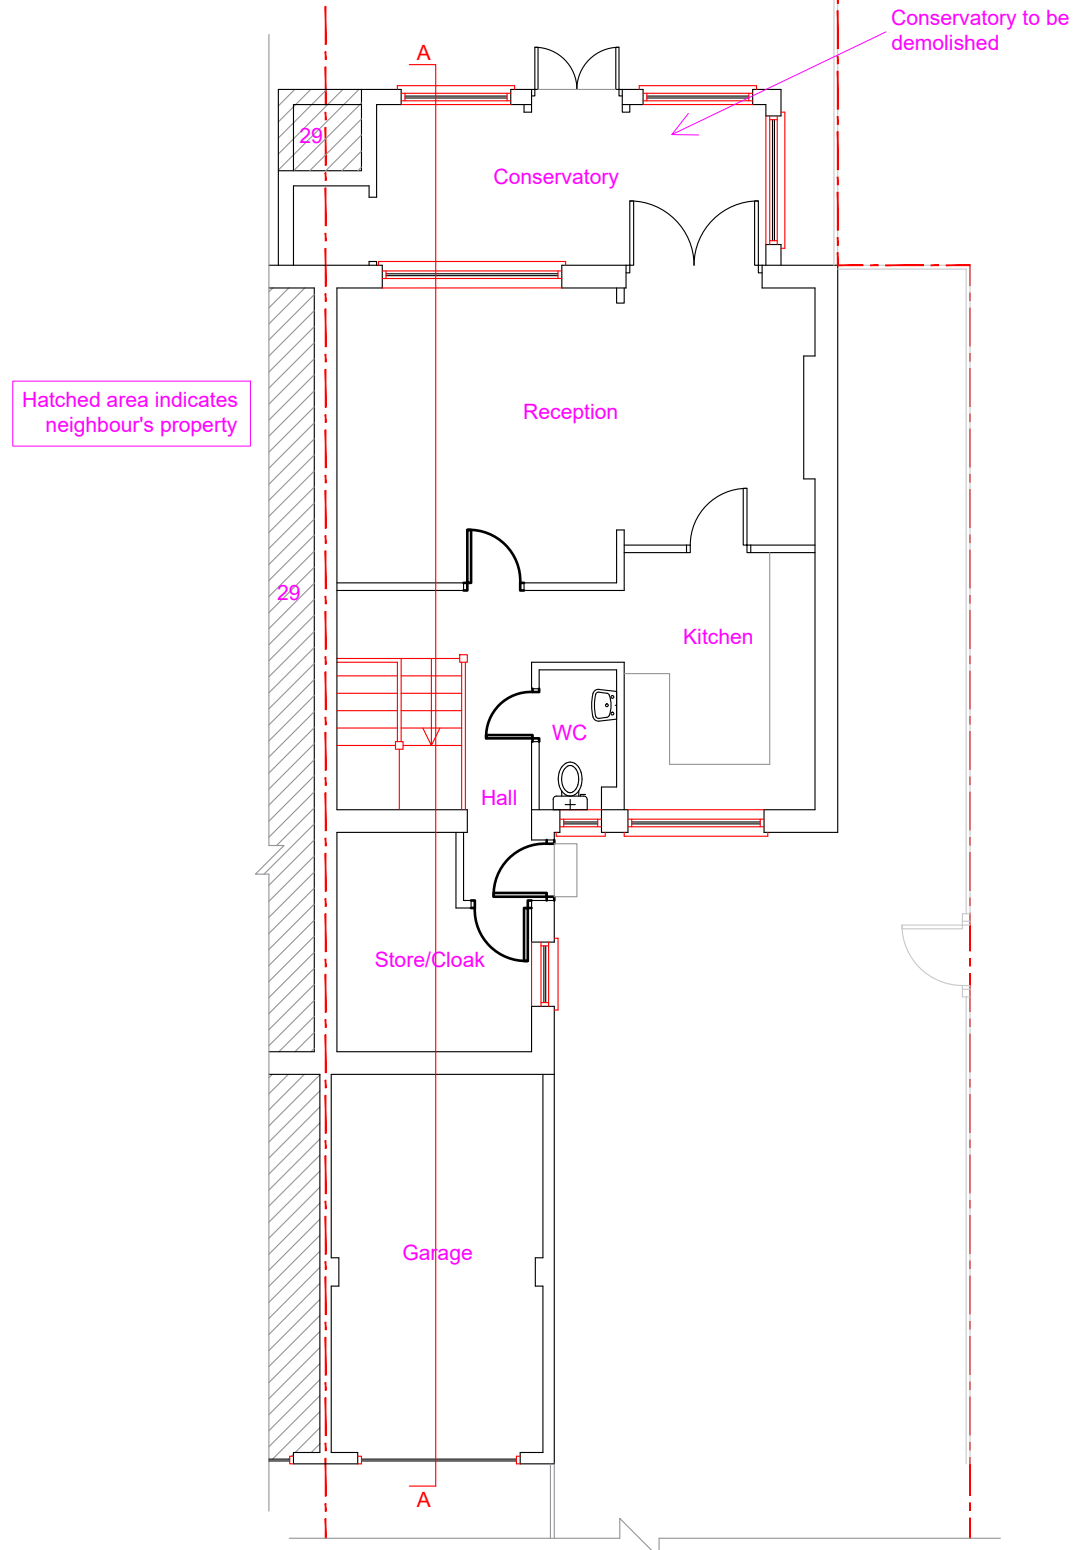 Conservatory to be
demolished
A
29
Conservatory
Hatched area indicates
neighbour's property
Reception
29
Kitchen
WC
Hall
Store/Cloak
Garage
A